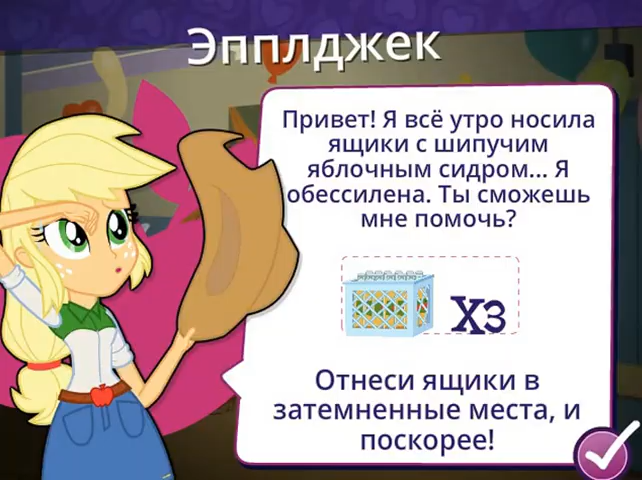 Эпплджек
Привет! Я всё утро носила
ящики с шипучим
яблочным сидром... Я
обессилена. Ты сможешь
мне помочь?
X3
Отнеси ящики в
затемненные места, и
поскорее!